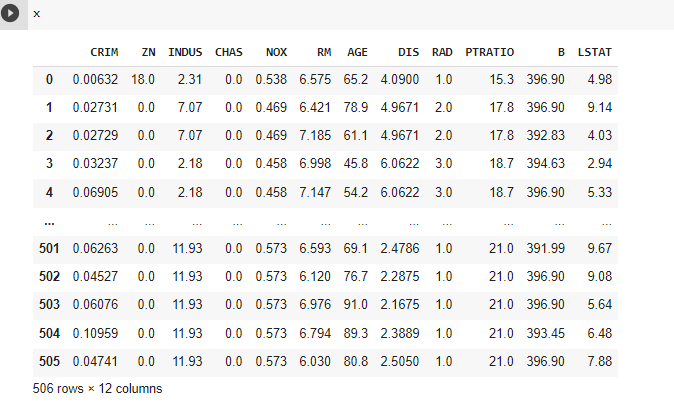 x
CRIM ZN INDUS CHAS NOX RM AGE DIS RAD PTRATIO B LSTAT
0 0.00632 18.0 2.31 0.0 0.538 6.575 65.2 4.0900 1.0 15.3 396.90 4.98
1 0.02731 0.0 7.07 0.0 0.469 6.421 78.9 4.9671 2.0 17.8 396.90 9.14
2 0.02729 0.0 7.07 0.0 0.469 7.185 61.1 4.9671 2.0 17.8 392.83 4.03
3 0.03237 0.0 2.18 0.0 0.458 6.998 45.8 6.0622 3.0 18.7 394.63 2.94
4 0.06905 0.0 2.18 0.0 0.458 7.147 54.2 6.0622 3.0 18.7 396.90 5.33
... ... ... ... ... ... ... ... ... ... ... ... ...
501 0.06263 0.0 11.93 0.0 0.573 6.593 69.1 2.4786 1.0 21.0 391.99 9.67
502 0.04527 0.0 11.93 0.0 0.573 6.120 76.7 2.2875 1.0 21.0 396.90 9.08
503 0.06076 0.0 11.93 0.0 0.573 6.976 91.0 2.1675 1.0 21.0 396.90 5.64
504 0.10959 0.0 11.93 0.0 0.573 6.794 89.3 2.3889 1.0 21.0 393.45 6.48
505 0.04741 0.0 11.93 0.0 0.573 6.030 80.8 2.5050 1.0 21.0 396.90 7.88
506 rows × 12 columns